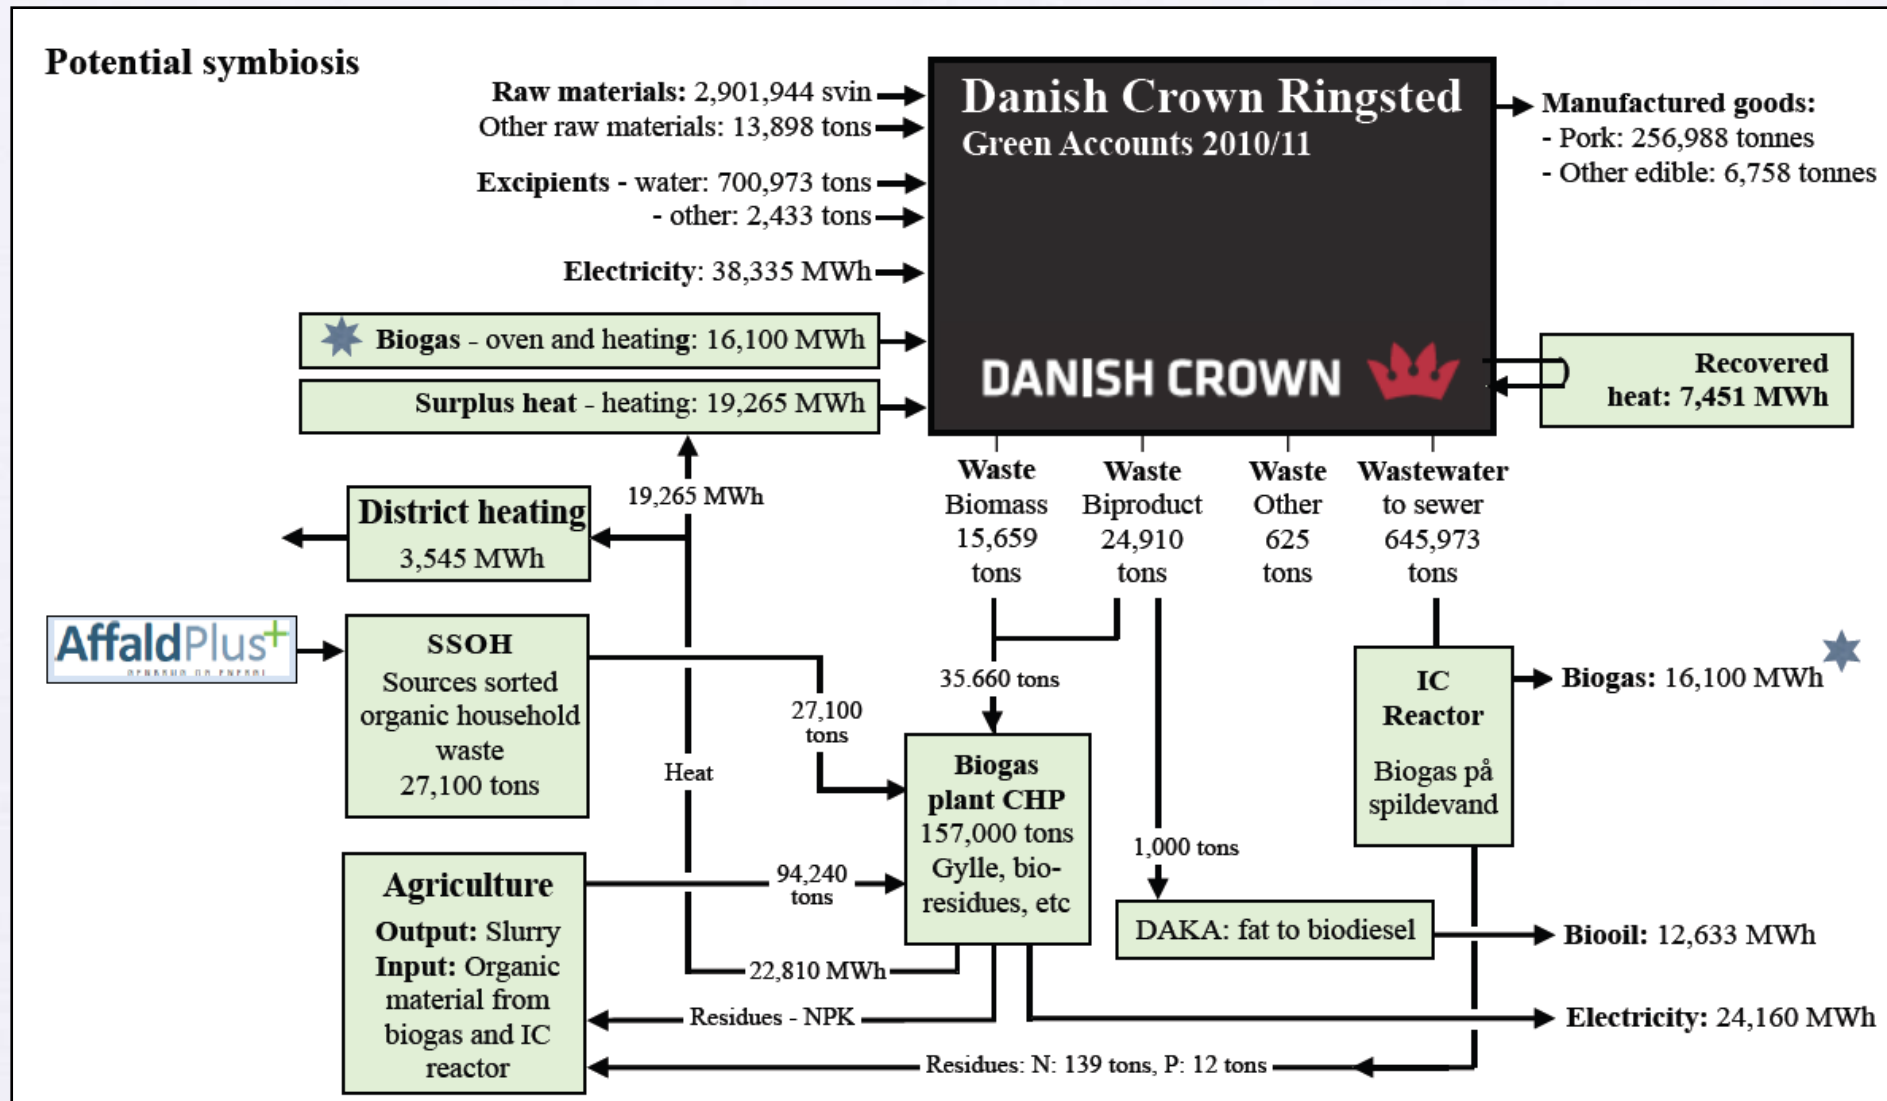 Potential symbiosis
Raw materials: 2,901,944 svin
Other raw materials: 13,898 tons
Excipients - water: 700,973 tons
- other: 2,433 tons
Electricity: 38,335 MWh
Biogas - oven and heating: 16,100 MWh
Surplus heat - heating: 19,265 MWh
Danish Crown Ringsted
Green Accounts 2010/11
DANISH CROWN
Manufactured goods:
- Pork: 256,988 tonnes
- Other edible: 6,758 tonnes
Recovered
heat: 7,451 MWh
Waste
Biomass
15,659
tons
Waste
Biproduct
24,910
tons
Waste
Other
625
tons
Wastewater
to sewer
645,973
tons
19,265 MWh
District heating
3,545 MWh
AffaldPlus+
SSOH
Sources sorted
organic household
waste
27,100 tons
27,100
tons
35.660 tons
Heat
Biogas
plant CHP
157,000 tons
Gylle, bio-
residues, etc
IC
Reactor
Biogas på
spildevand
Biogas: 16,100 MWh
1,000 tons
DAKA: fat to biodiesel
Biooil: 12,633 MWh
Agriculture
Output: Slurry
Input: Organic
material from
biogas and IC
reactor
94,240
tons
22,810 MWh
Residues - NPK
Electricity: 24,160 MWh
Residues: N: 139 tons, P: 12 tons